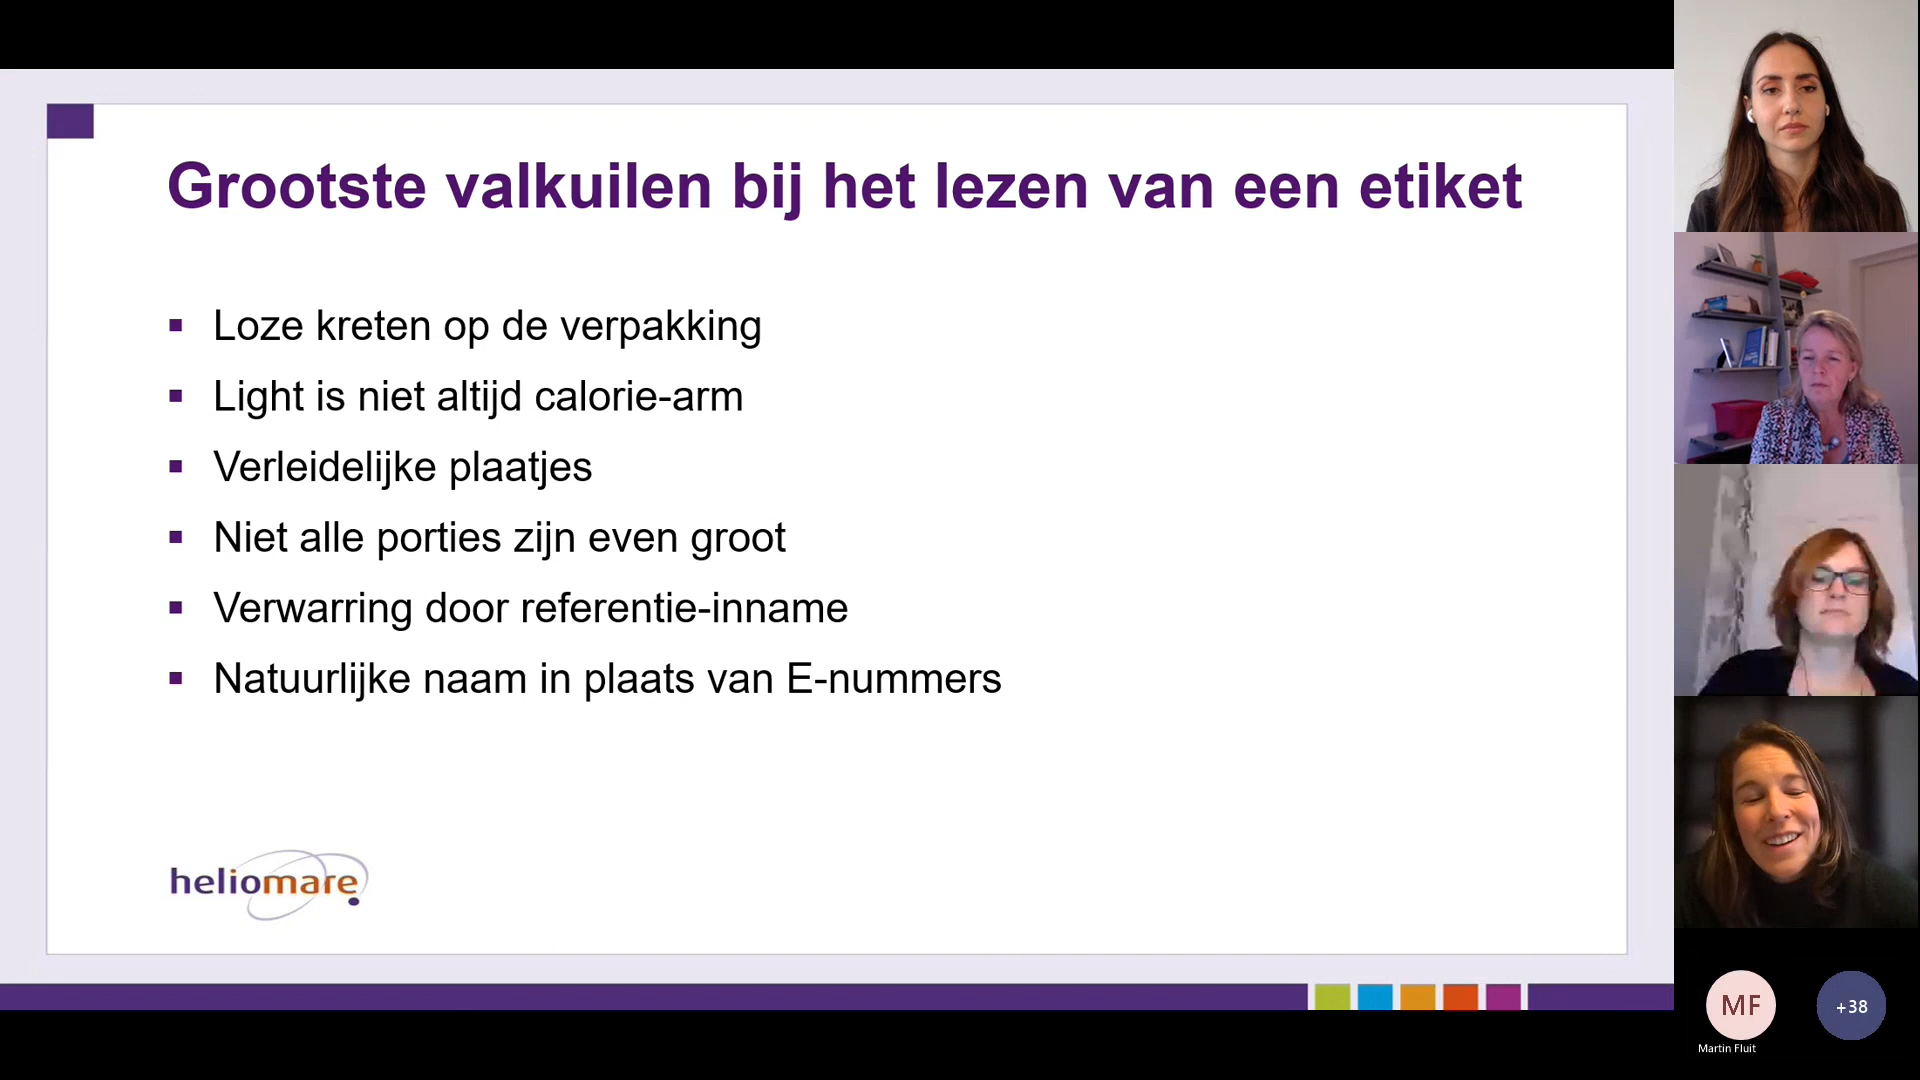 Grootste valkuilen bij het lezen van een etiket
Loze kreten op de verpakking
Light is niet altijd calorie-arm
Verleidelijke plaatjes
Niet alle porties zijn even groot
Verwarring door referentie-inname
Natuurlijke naam in plaats van E-nummers
heliomare
MF
+38
Martin Fluit